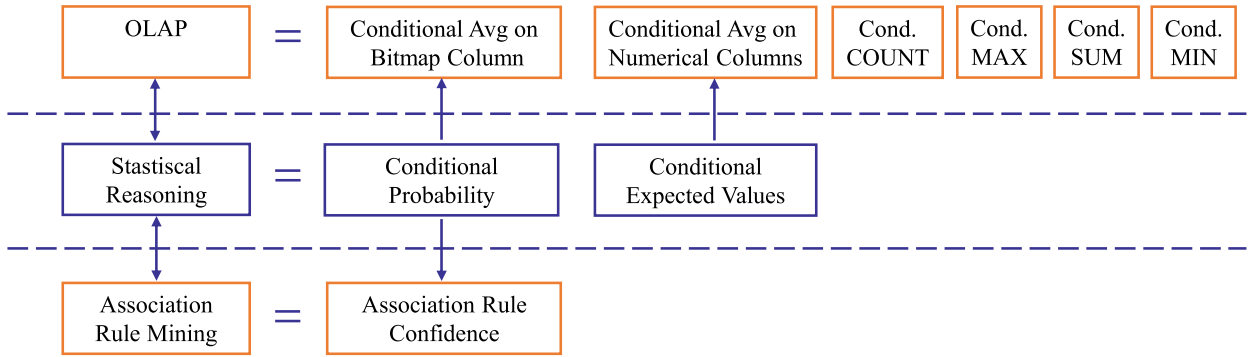 OLAP
=
Conditional Avg on
Bitmap Column
Conditional Avg on
Numerical Columns
Cond.
COUNT
Cond.
MAX
Cond.
SUM
Cond.
MIN
Stastiscal
Reasoning
=
Conditional
Probability
Conditional
Expected Values
Association
Rule Mining
=
Association Rule
Confidence